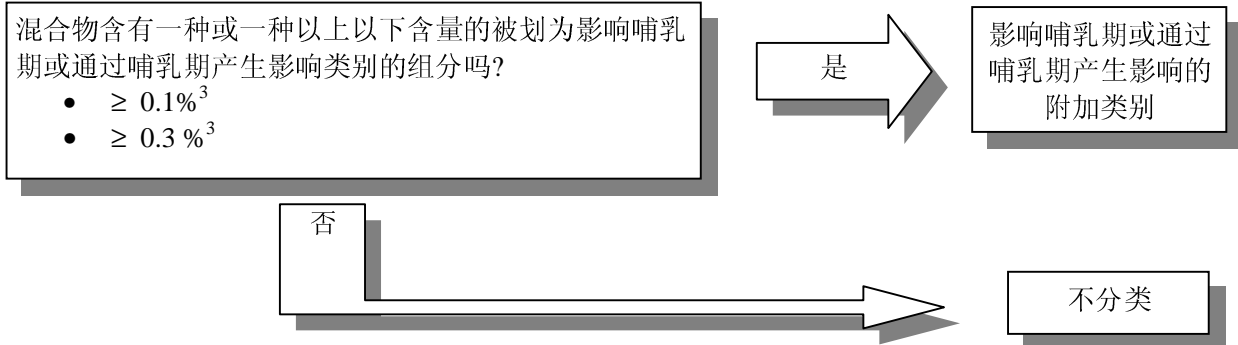 混合物含有一种或一种以上以下含量的被划为影响哺乳
期或通过哺乳期产生影响类别的组分吗?
• ≥ 0.1%³
• ≥ 0.3 %³
是
影响哺乳期或通过
哺乳期产生影响的
附加类别
否
不分类